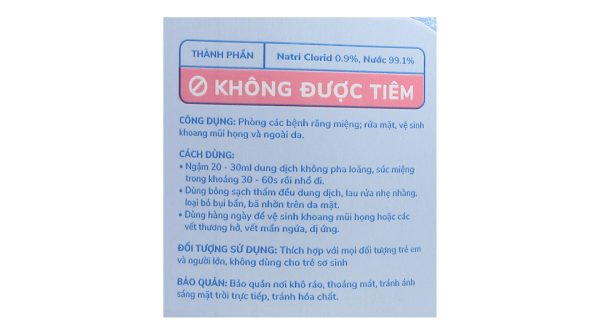 THÀNH PHẦN
Natri Clorid 0.9%, Nước 99.1%
KHÔNG ĐƯỢC TIÊM
CÔNG DỤNG: Phòng các bệnh răng miệng; rửa mặt, vệ sinh
khoang mũi họng và ngoài da.
CÁCH DÙNG:
• Ngậm 20 - 30ml dung dịch không pha loãng, súc miệng
trong khoảng 30 - 60s rồi nhổ đi.
• Dùng bông sạch thấm đều dung dịch, lau rửa nhẹ nhàng,
loại bỏ bụi bẩn, bã nhờn trên da mặt.
• Dùng hàng ngày để vệ sinh khoang mũi họng hoặc các
vết thương hở, vết mẩn ngứa, dị ứng.
ĐỐI TƯỢNG SỬ DỤNG: Thích hợp với mọi đối tượng trẻ em
và người lớn, không dùng cho trẻ sơ sinh
BẢO QUẢN: Bảo quản nơi khô ráo, thoáng mát, tránh ánh
sáng mặt trời trực tiếp, tránh hóa chất.